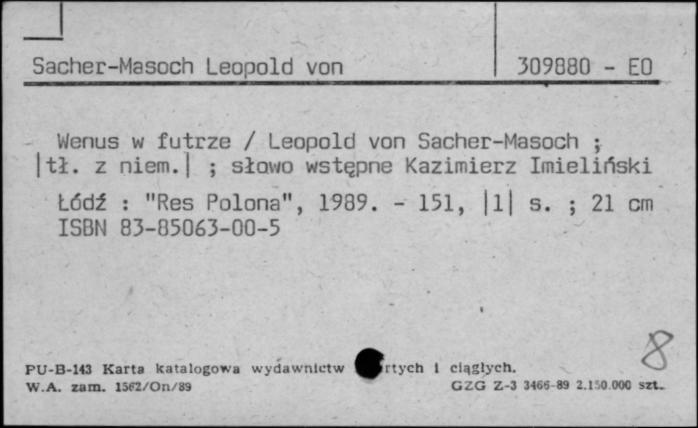 Sacher-Masoch Leopold von 309880 - EO
Wenus w futrze / Leopold von Sacher-Masoch ;
|tł. z niem.| ; słowo wstępne Kazimierz Imieliński
Łódź : "Res Polona", 1989. - 151, |1| s. ; 21 cm
ISBN 83-85063-00-5
8
PU-B-143 Karta katalogowa wydawnictw rtych i ciągłych.
W.A. zam. 1562/On/89 GZG Z-3 3466-89 2.150.000 szt.